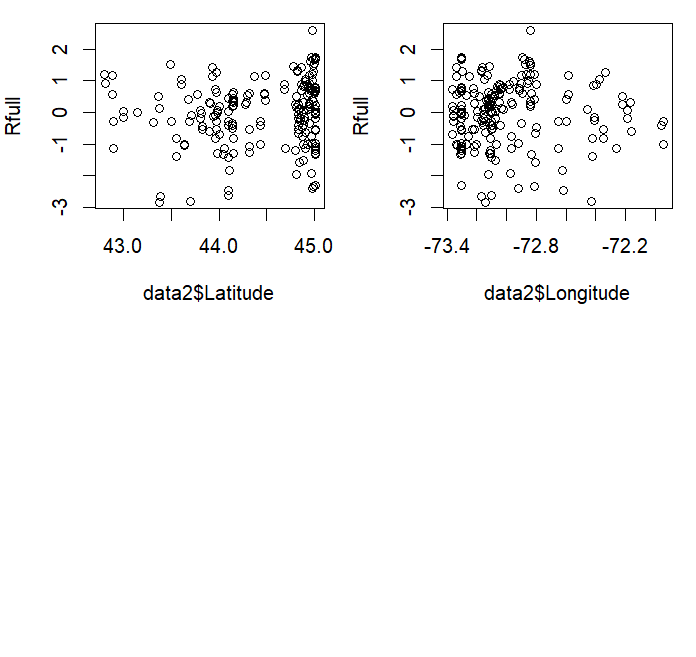 Rfull
2
1
0
-1
-3
43.0 44.0 45.0
data2$Latitude
Rfull
2
1
0
-1
-3
-73.4 -72.8 -72.2
data2$Longitude